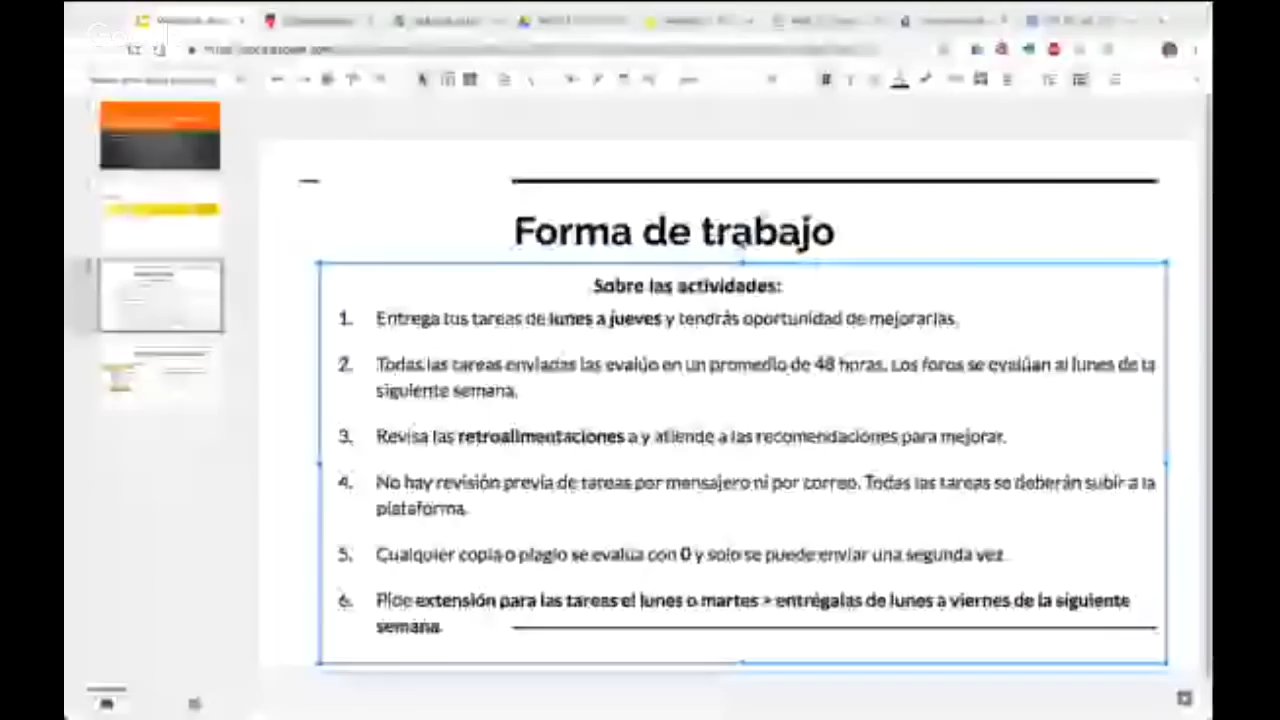 Forma de trabajo
Sobre las actividades:
1. Entrega tus tareas de lunes a jueves y tendrás oportunidad de mejorarlas.
2. Todas las tareas enviadas las evalúo en un promedio de 48 horas. Los foros se evalúan al lunes de la
siguiente semana.
3. Revisa las retroalimentaciones a y atiende a las recomendaciones para mejorar.
4. No hay revisión previa de tareas por mensajero ni por correo. Todas las tareas se deberán subir a la
plataforma.
5. Cualquier copia o plagio se evalúa con 0 y solo se puede enviar una segunda vez.
6. Pide extensión para las tareas el lunes o martes > entrégalas de lunes a viernes de la siguiente
semana.